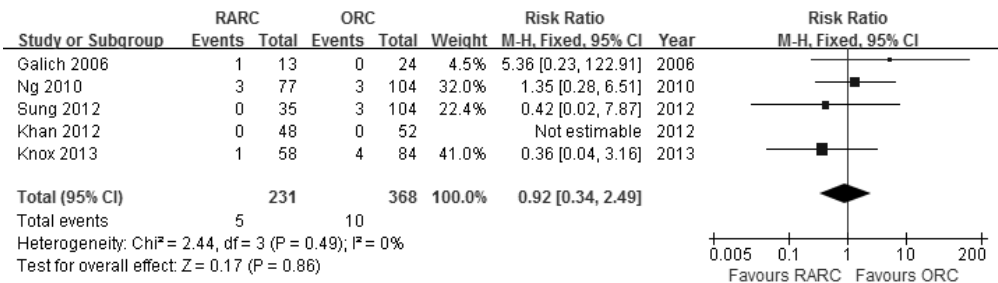 RARC ORC Risk Ratio Risk Ratio
Study or Subgroup Events Total Events Total Weight M-H, Fixed, 95% CI Year M-H, Fixed, 95% CI
Galich 2006 1 13 0 24 4.5% 5.36 [0.23, 122.91] 2006
Ng 2010 3 77 3 104 32.0% 1.35 [0.28, 6.51] 2010
Sung 2012 0 35 3 104 22.4% 0.42 [0.02, 7.87] 2012
Khan 2012 0 48 0 52 Not estimable 2012
Knox 2013 1 58 4 84 41.0% 0.36 [0.04, 3.16] 2013
Total (95% CI) 231 368 100.0% 0.92 [0.34, 2.49]
Total events 5 10
Heterogeneity: Chi² = 2.44, df = 3 (P = 0.49); I² = 0%
Test for overall effect: Z = 0.17 (P = 0.86)
0.005 0.1 1 10 200
Favours RARC Favours ORC